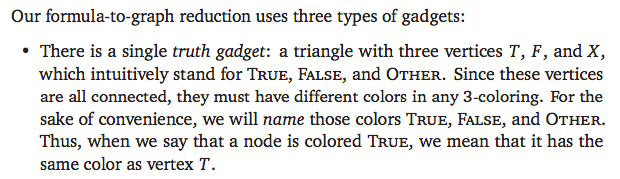 Our formula-to-graph reduction uses three types of gadgets:
• There is a single truth gadget: a triangle with three vertices T, F, and X,
which intuitively stand for TRUE, FALSE, and OTHER. Since these vertices
are all connected, they must have different colors in any 3-coloring. For the
sake of convenience, we will name those colors TRUE, FALSE, and OTHER.
Thus, when we say that a node is colored TRUE, we mean that it has the
same color as vertex T.